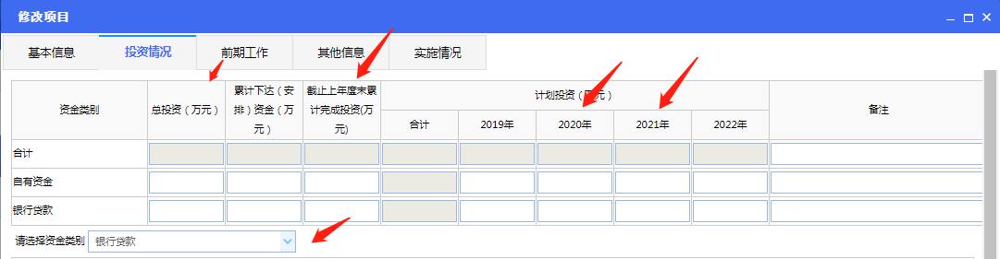 修改项目
基本信息 投资情况 前期工作 其他信息 实施情况
资金类别 总投资（万元） 累计下达（安排）资金（万元） 截止上年度末累计完成投资(万元) 计划投资（万元） 备注
合计 2019年 2020年 2021年 2022年
合计
自有资金
银行贷款
请选择资金类别 银行贷款